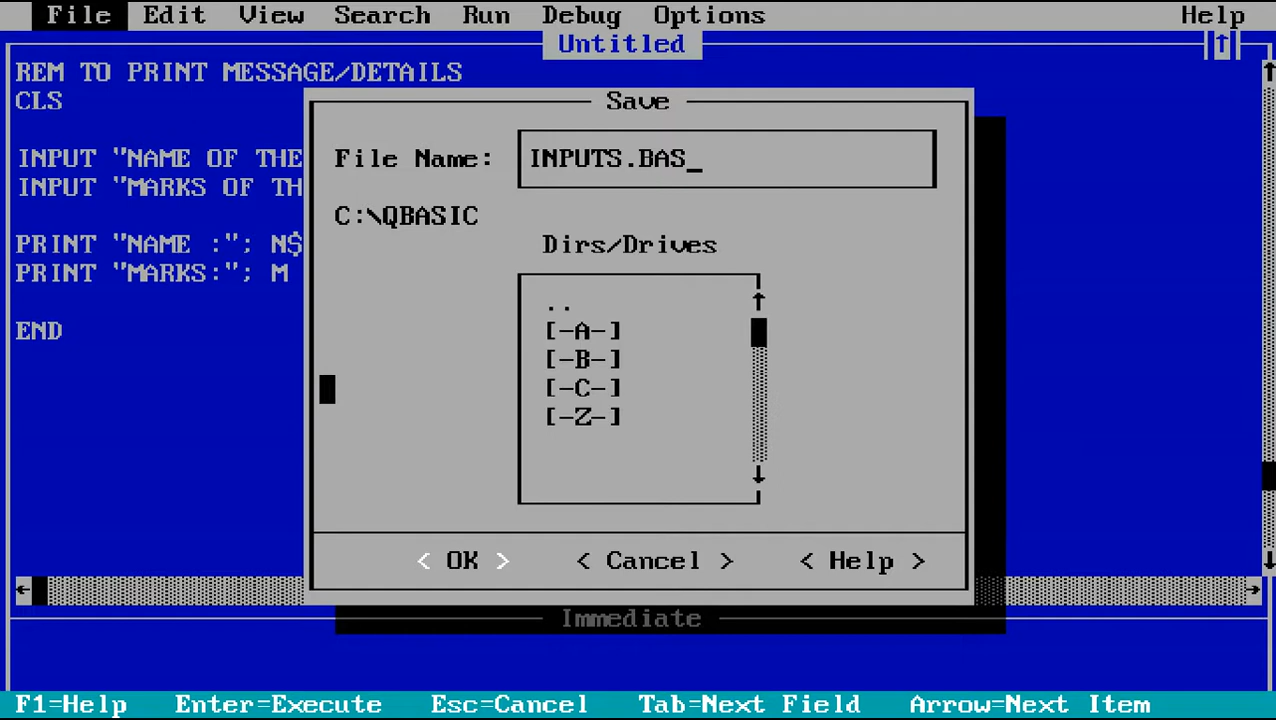 File Edit View Search Run Debug Options Help
Untitled
REM TO PRINT MESSAGE/DETAILS
CLS
INPUT "NAME OF THE
INPUT "MARKS OF TH
PRINT "NAME :"; N$
PRINT "MARKS:"; M
END
Save
File Name: INPUTS.BAS_
C:\QBASIC
Dirs/Drives
..
[-A-]
[-B-]
[-C-]
[-Z-]
< OK > < Cancel > < Help >
Immediate
F1=Help Enter=Execute Esc=Cancel Tab=Next Field Arrow=Next Item